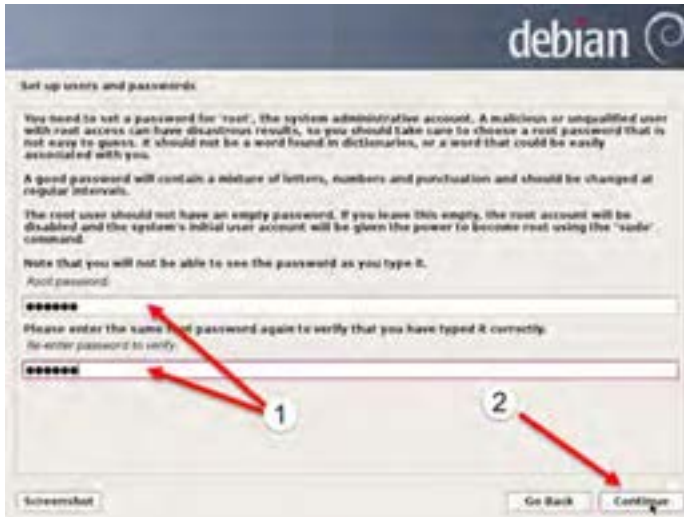 debian
Set up users and passwords
You need to set a password for 'root', the system administrative account. A malicious or unqualified user
with root access can have disastrous results, so you should take care to choose a root password that is
not easy to guess. It should not be a word found in dictionaries, or a word that could be easily
associated with you.
A good password will contain a mixture of letters, numbers and punctuation and should be changed at
regular intervals.
The root user should not have an empty password. If you leave this empty, the root account will be
disabled and the system's initial user account will be given the power to become root using the "sudo"
command.
Note that you will not be able to see the password as you type it.
Root password:
Please enter the same root password again to verify that you have typed it correctly.
Re-enter password to verify:
1
2
Screenshot
Go Back
Continue